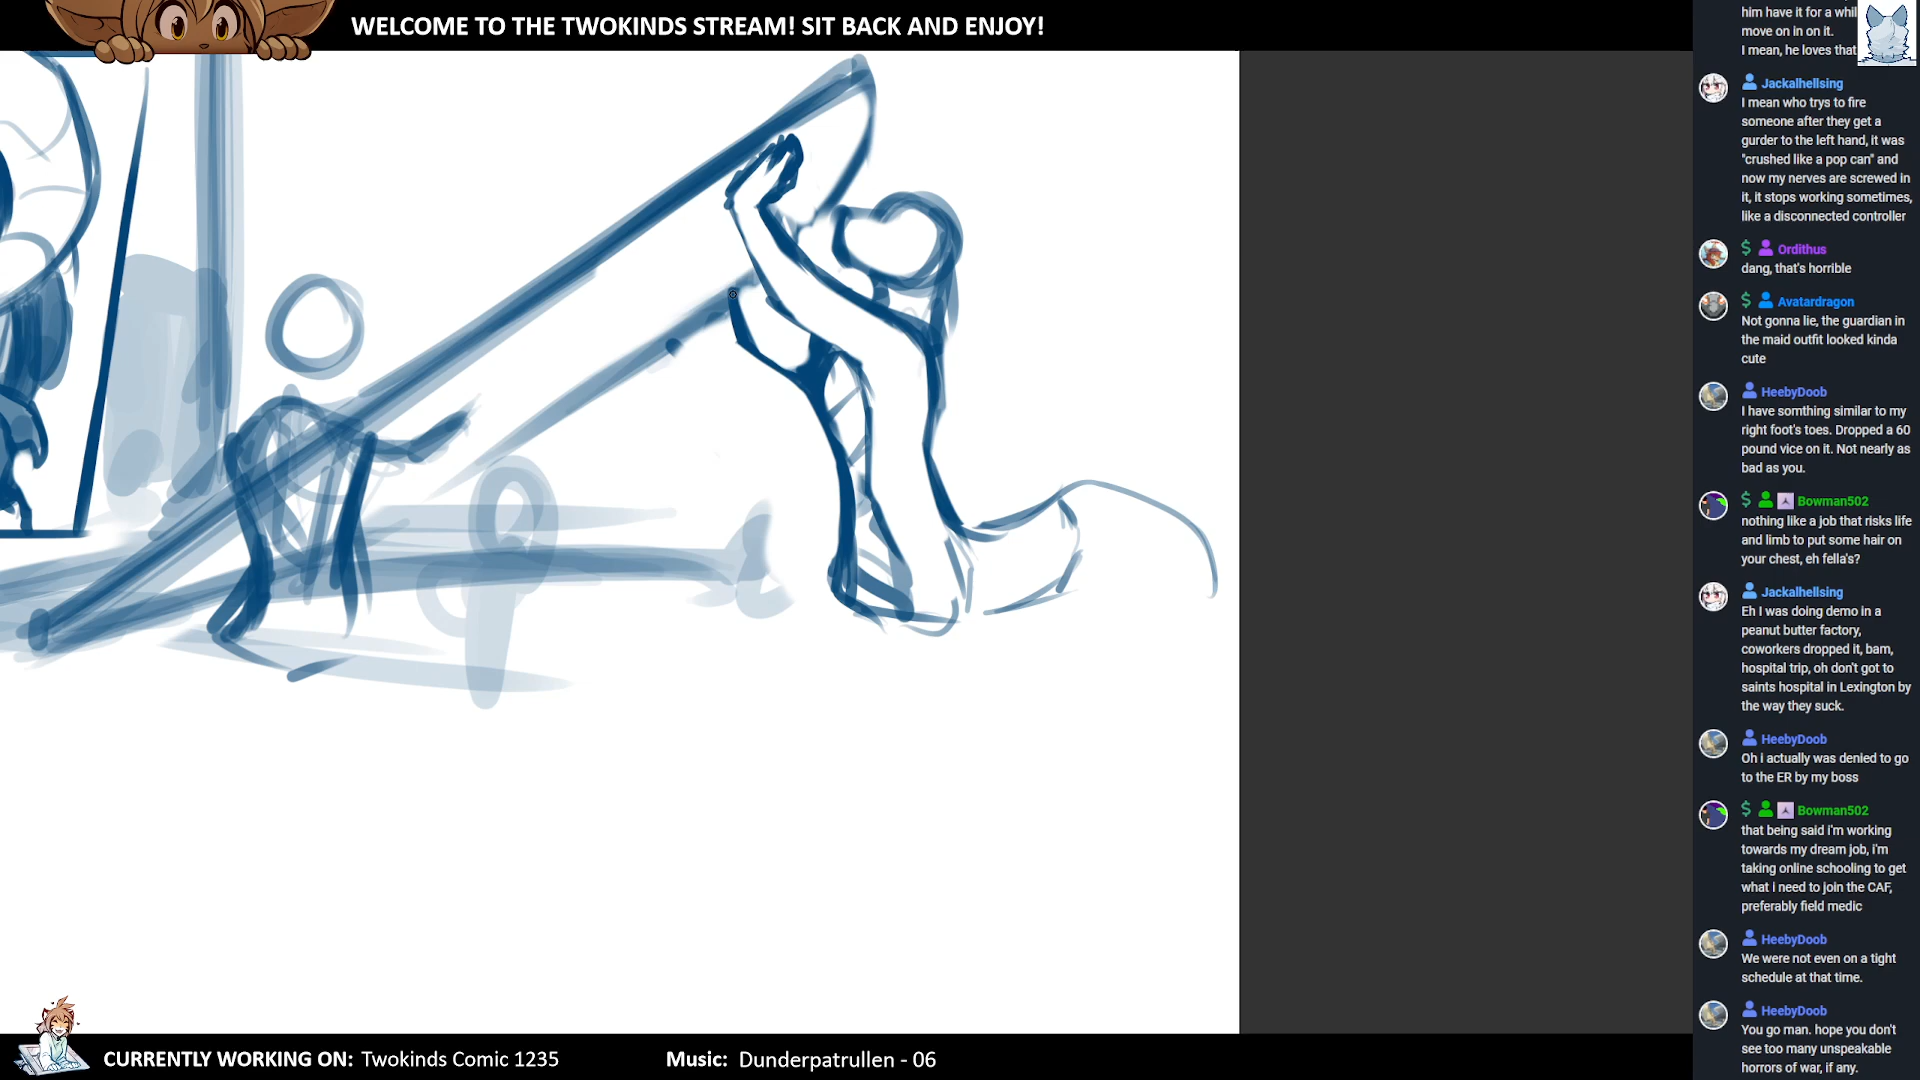 WELCOME TO THE TWOKINDS STREAM! SIT BACK AND ENJOY!
him have it for a whil
move on in on it.
I mean, he loves that
Jackalhellsing
I mean who trys to fire
someone after they get a
gurder to the left hand, it was
"crushed like a pop can" and
now my nerves are screwed in
it, it stops working sometimes,
like a disconnected controller
Ordithus
dang, that's horrible
Avatardragon
Not gonna lie, the guardian in
the maid outfit looked kinda
cute
HeebyDoob
I have somthing similar to my
right foot's toes. Dropped a 60
pound vice on it. Not nearly as
bad as you.
Bowman502
nothing like a job that risks life
and limb to put some hair on
your chest, eh fella's?
Jackalhellsing
Eh I was doing demo in a
peanut butter factory,
coworkers dropped it, bam,
hospital trip, oh don't got to
saints hospital in Lexington by
the way they suck.
HeebyDoob
Oh i actually was denied to go
to the ER by my boss
Bowman502
that being said i'm working
towards my dream job, i'm
taking online schooling to get
what i need to join the CAF,
preferably field medic
HeebyDoob
We were not even on a tight
schedule at that time.
HeebyDoob
You go man. hope you don't
see too many unspeakable
horrors of war, if any.
CURRENTLY WORKING ON: Twokinds Comic 1235
Music: Dunderpatrullen - 06